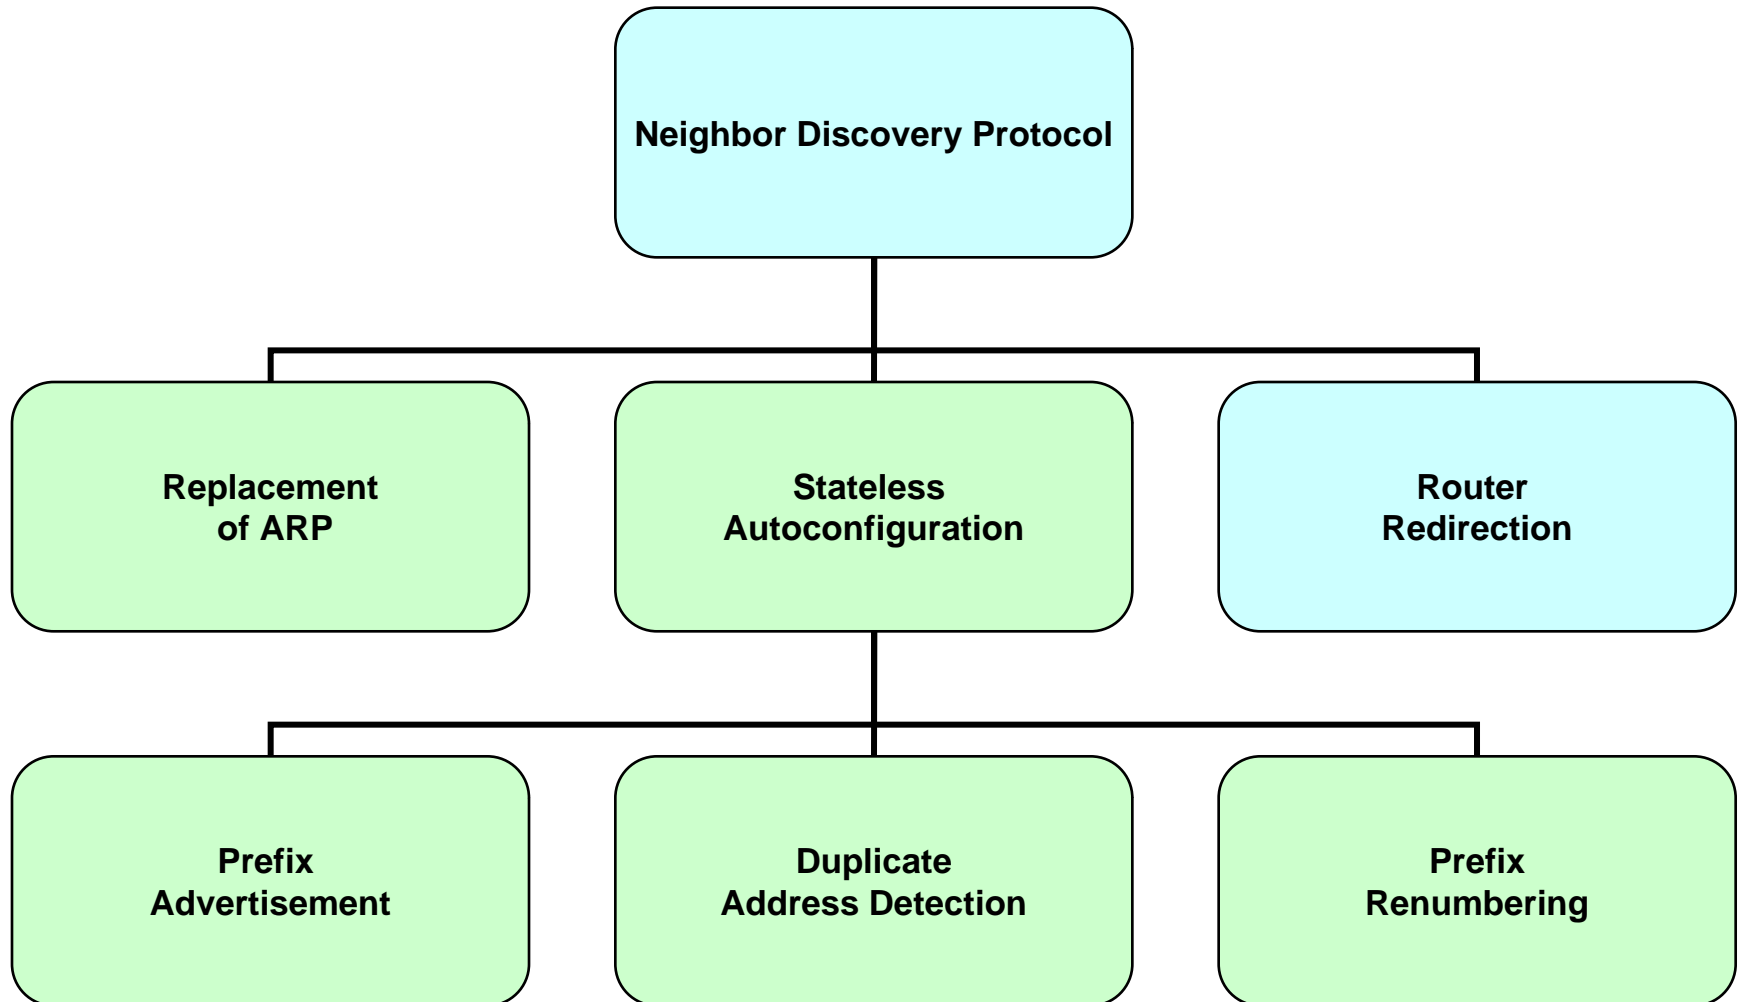 Neighbor Discovery Protocol
Replacement
of ARP
Stateless
Autoconfiguration
Router
Redirection
Prefix
Advertisement
Duplicate
Address Detection
Prefix
Renumbering